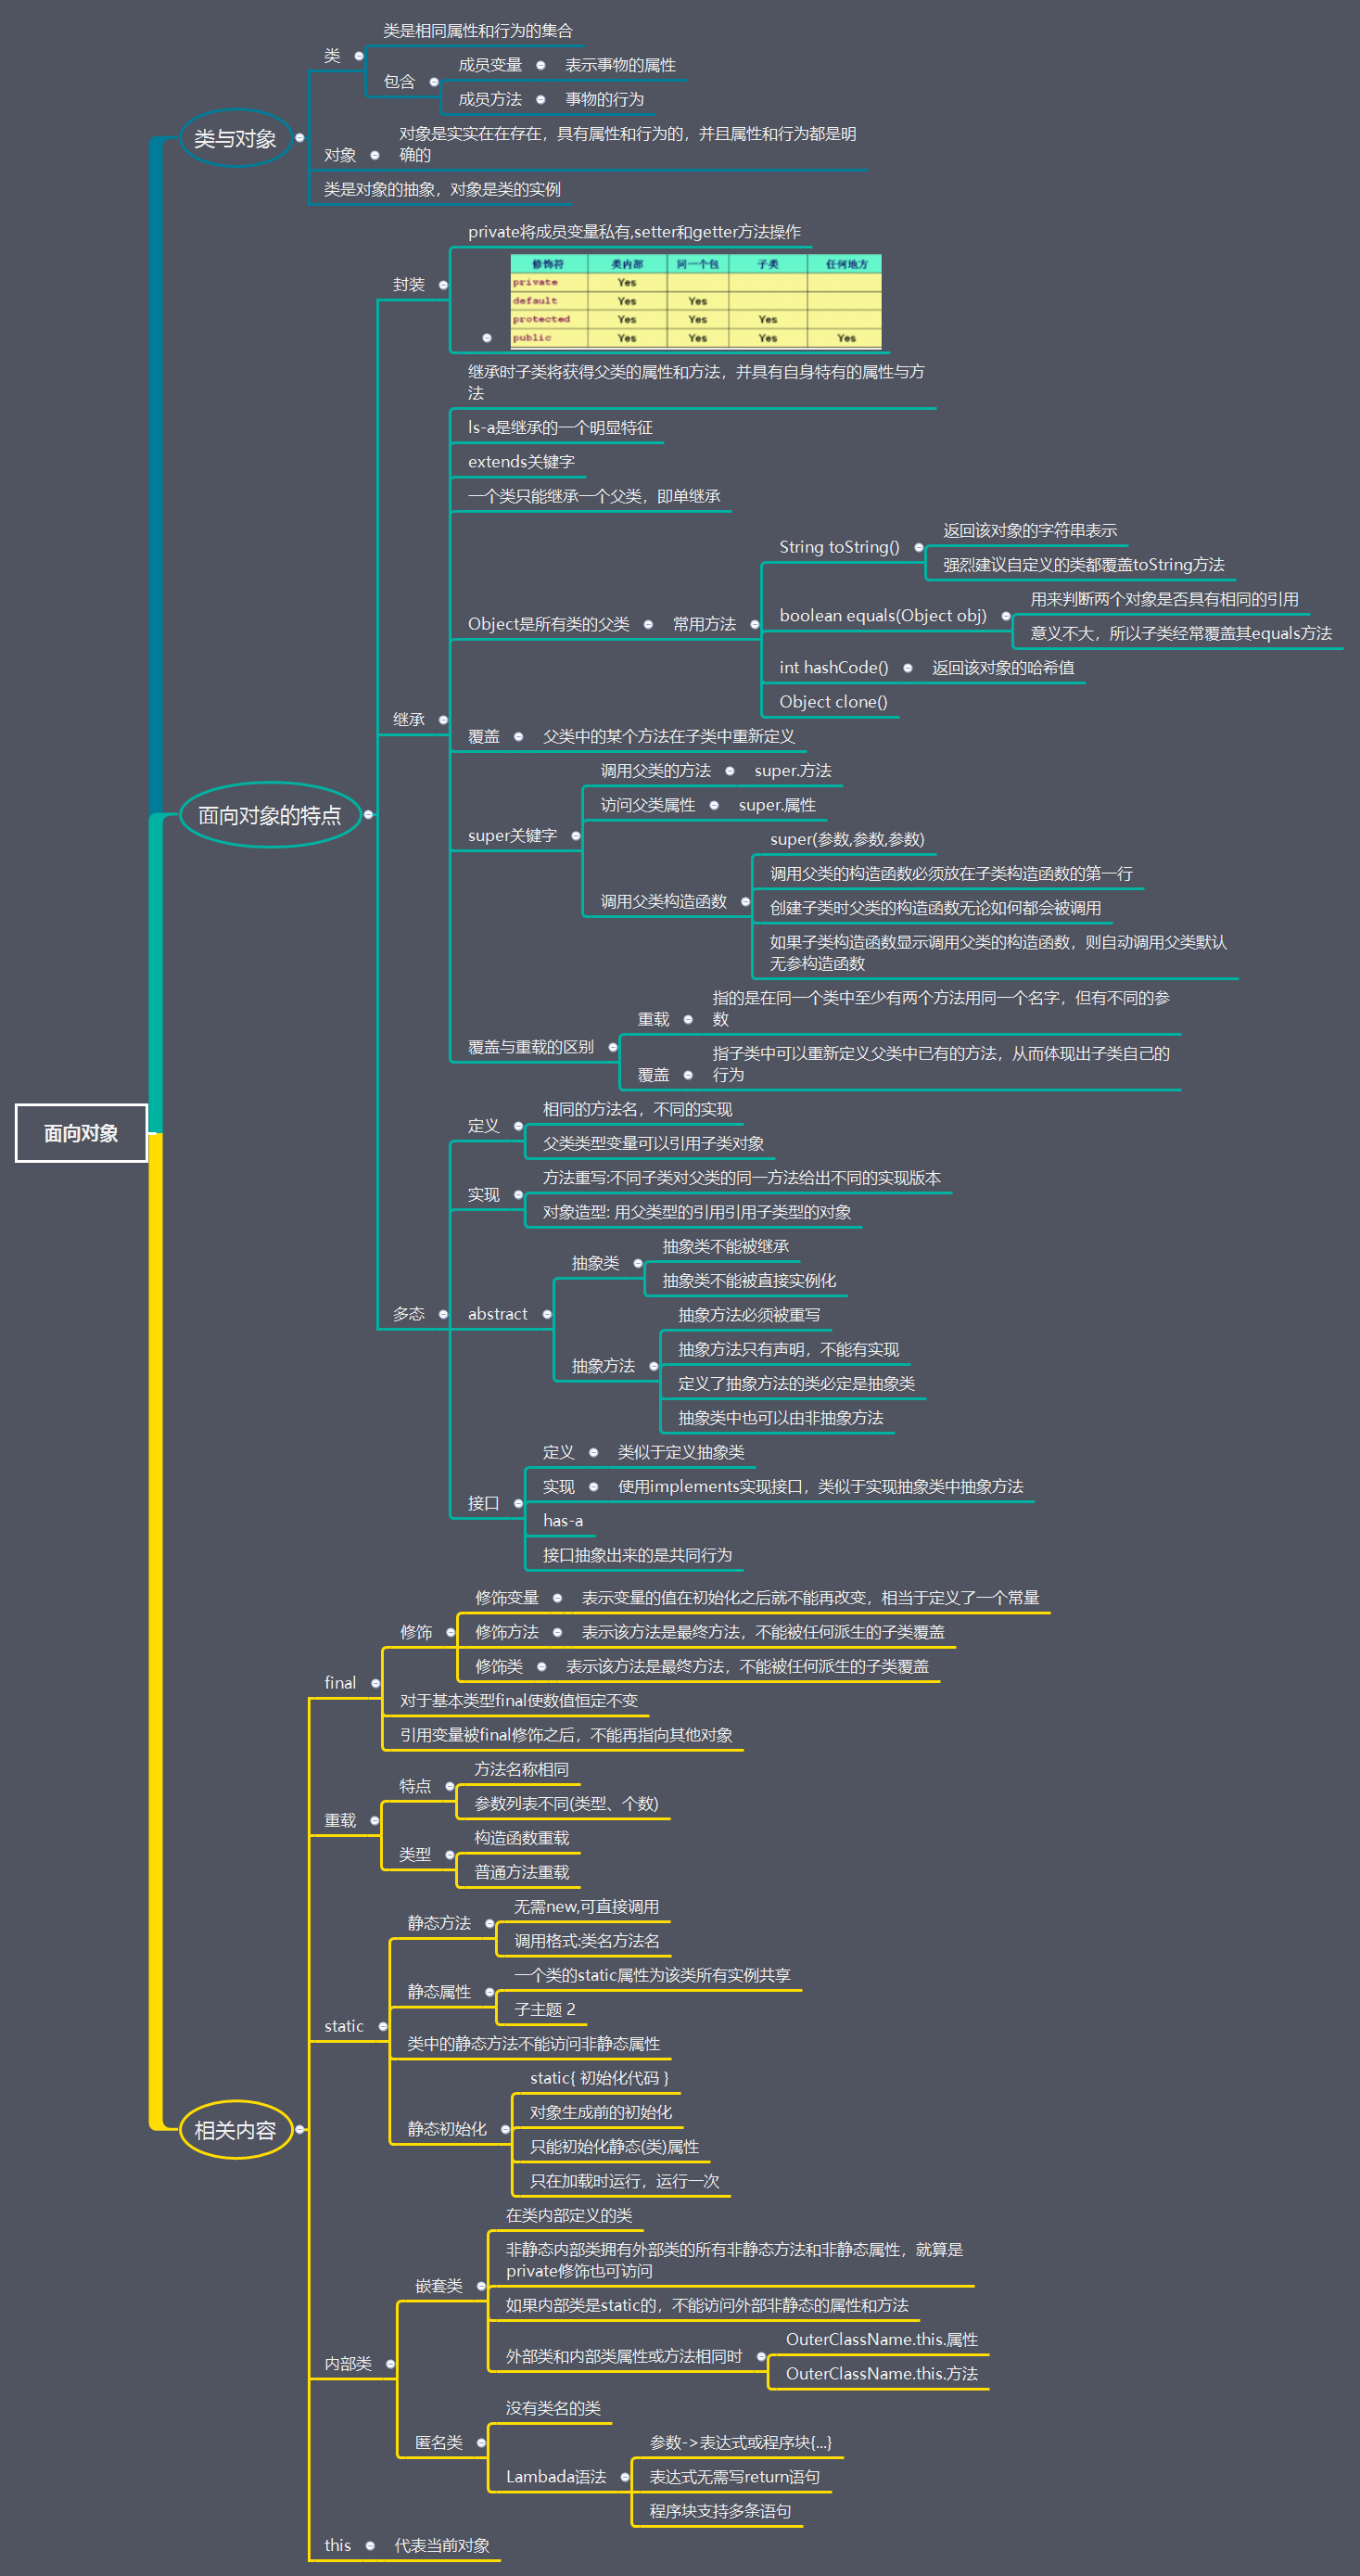 类是相同属性和行为的集合
类
成员变量
表示事物的属性
包含
成员方法
事物的行为
类与对象
对象是实实在在存在，具有属性和行为的，并且属性和行为都是明
确的
对象
类是对象的抽象，对象是类的实例
private将成员变量私有,setter和getter方法操作
封装
修饰符 类内部 同一个包 子类 任何地方
private Yes
default Yes Yes
protected Yes Yes Yes
public Yes Yes Yes Yes
继承时子类将获得父类的属性和方法，并具有自身特有的属性与方
法
ls-a是继承的一个明显特征
extends关键字
一个类只能继承一个父类，即单继承
String toString()
返回该对象的字符串表示
强烈建议自定义的类都覆盖toString方法
Object是所有类的父类
常用方法
boolean equals(Object obj)
用来判断两个对象是否具有相同的引用
意义不大，所以子类经常覆盖其equals方法
int hashCode()
返回该对象的哈希值
Object clone()
继承
覆盖
父类中的某个方法在子类中重新定义
面向对象的特点
调用父类的方法
super.方法
访问父类属性
super.属性
super关键字
super(参数,参数,参数)
调用父类的构造函数必须放在子类构造函数的第一行
调用父类构造函数
创建子类时父类的构造函数无论如何都会被调用
如果子类构造函数显示调用父类的构造函数，则自动调用父类默认
无参构造函数
指的是在同一个类中至少有两个方法用同一个名字，但有不同的参
数
重载
覆盖与重载的区别
指子类中可以重新定义父类中已有的方法，从而体现出子类自己的
行为
覆盖
面向对象
定义
相同的方法名，不同的实现
父类类型变量可以引用子类对象
实现
方法重写:不同子类对父类的同一方法给出不同的实现版本
对象造型: 用父类型的引用引用子类型的对象
抽象类
抽象类不能被继承
抽象类不能被直接实例化
多态
abstract
抽象方法必须被重写
抽象方法只有声明，不能有实现
抽象方法
定义了抽象方法的类必定是抽象类
抽象类中也可以由非抽象方法
定义
类似于定义抽象类
实现
使用implements实现接口，类似于实现抽象类中抽象方法
接口
has-a
接口抽象出来的是共同行为
修饰变量
表示变量的值在初始化之后就不能再改变，相当于定义了一个常量
修饰
修饰方法
表示该方法是最终方法，不能被任何派生的子类覆盖
修饰类
表示该方法是最终方法，不能被任何派生的子类覆盖
final
对于基本类型final使数值恒定不变
引用变量被final修饰之后，不能再指向其他对象
特点
方法名称相同
参数列表不同(类型、个数)
重载
类型
构造函数重载
普通方法重载
静态方法
无需new,可直接调用
调用格式:类名方法名
静态属性
一个类的static属性为该类所有实例共享
子主题 2
static
类中的静态方法不能访问非静态属性
static{ 初始化代码 }
对象生成前的初始化
静态初始化
只能初始化静态(类)属性
只在加载时运行，运行一次
相关内容
在类内部定义的类
非静态内部类拥有外部类的所有非静态方法和非静态属性，就算是
private修饰也可访问
嵌套类
如果内部类是static的，不能访问外部非静态的属性和方法
外部类和内部类属性或方法相同时
OuterClassName.this.属性
OuterClassName.this.方法
内部类
没有类名的类
匿名类
参数->表达式或程序块{...}
Lambada语法
表达式无需写return语句
程序块支持多条语句
this
代表当前对象